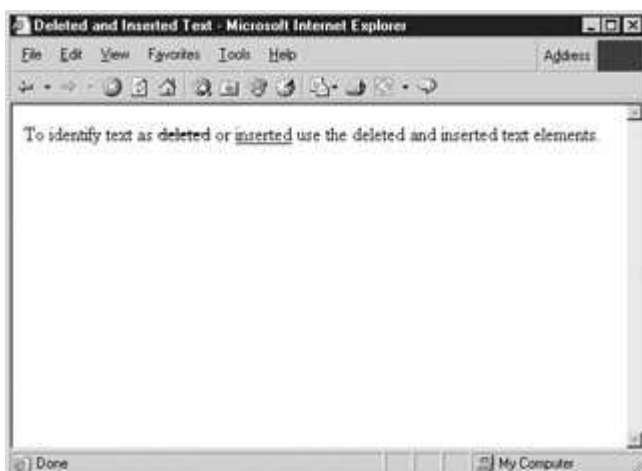 Deleted and Inserted Text - Microsoft Internet Explorer
File Edit View Favorites Tools Help Address
To identify text as deleted or inserted use the deleted and inserted text elements.
Done My Computer